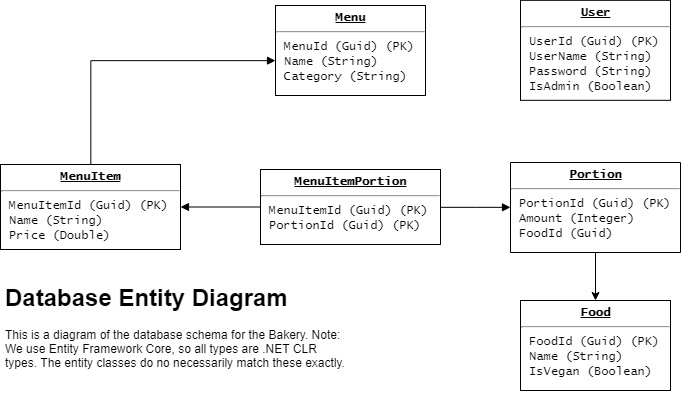 Menu
MenuId (Guid) (PK)
Name (String)
Category (String)
User
UserId (Guid) (PK)
UserName (String)
Password (String)
IsAdmin (Boolean)
MenuItem
MenuItemId (Guid) (PK)
Name (String)
Price (Double)
MenuItemPortion
MenuItemId (Guid) (PK)
PortionId (Guid) (PK)
Portion
PortionId (Guid) (PK)
Amount (Integer)
FoodId (Guid)
Database Entity Diagram
This is a diagram of the database schema for the Bakery. Note:
We use Entity Framework Core, so all types are .NET CLR
types. The entity classes do no necessarily match these exactly.
Food
FoodId (Guid) (PK)
Name (String)
IsVegan (Boolean)